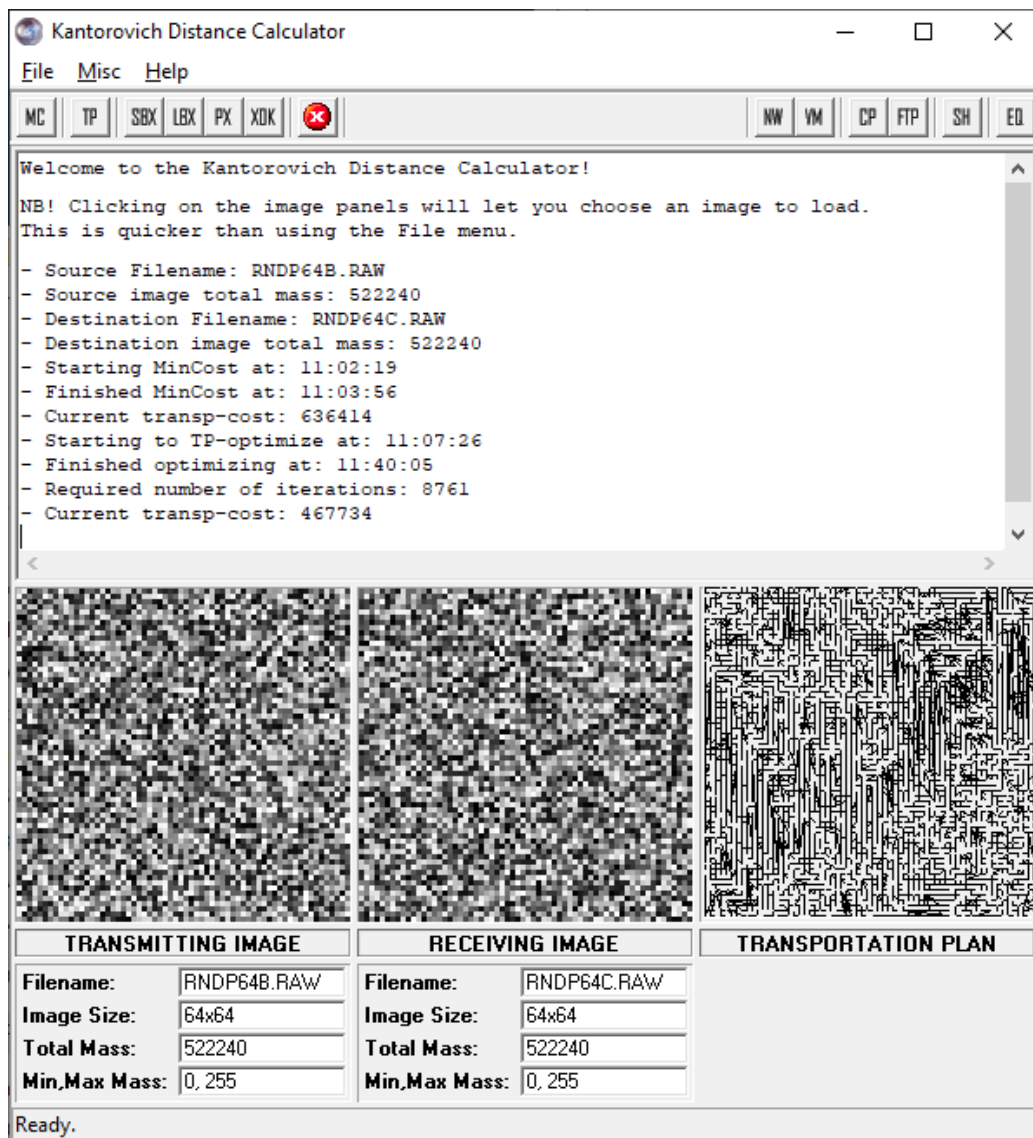 Kantorovich Distance Calculator
File Misc Help
MC TP SBX LBX PX XDK NW VM CP FTP SH EQ
Welcome to the Kantorovich Distance Calculator!
NB! Clicking on the image panels will let you choose an image to load.
This is quicker than using the File menu.
- Source Filename: RNDP64B.RAW
- Source image total mass: 522240
- Destination Filename: RNDP64C.RAW
- Destination image total mass: 522240
- Starting MinCost at: 11:02:19
- Finished MinCost at: 11:03:56
- Current transp-cost: 636414
- Starting to TP-optimize at: 11:07:26
- Finished optimizing at: 11:40:05
- Required number of iterations: 8761
- Current transp-cost: 467734
TRANSMITTING IMAGE RECEIVING IMAGE TRANSPORTATION PLAN
Filename: RNDP64B.RAW Filename: RNDP64C.RAW
Image Size: 64x64 Image Size: 64x64
Total Mass: 522240 Total Mass: 522240
Min,Max Mass: 0, 255 Min,Max Mass: 0, 255
Ready.